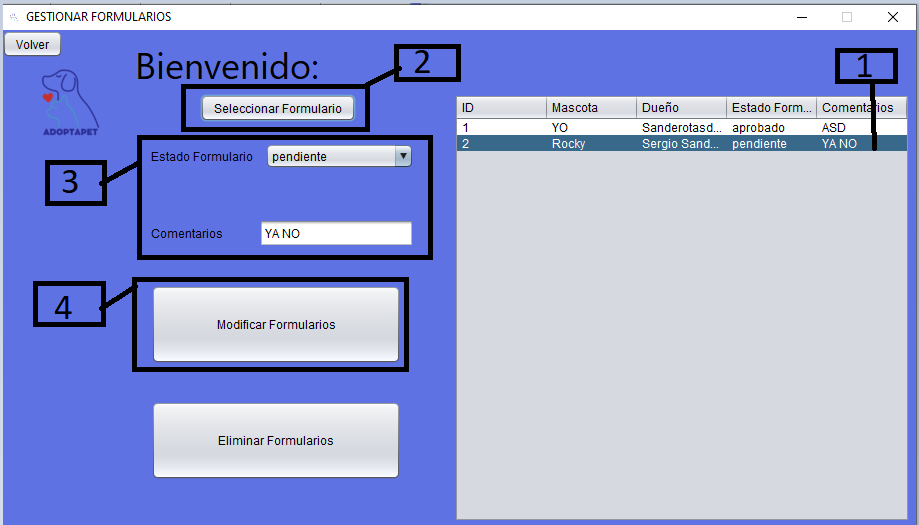 GESTIONAR FORMULARIOS
Volver
ADOPTAPET
Bienvenido:
2
Seleccionar Formulario
1
ID Mascota Dueño Estado Form... Comentarios
1 YO Sanderotasd... aprobado ASD
2 Rocky Sergio Sand... pendiente YA NO
3
Estado Formulario pendiente
Comentarios YA NO
4
Modificar Formularios
Eliminar Formularios